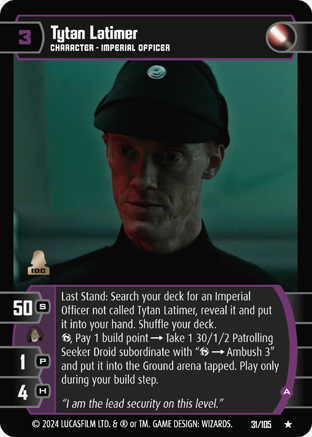 3
Tytan Latimer
CHARACTER - IMPERIAL OFFICER
IDC
50 S
1 P
4 H
Last Stand: Search your deck for an Imperial
Officer not called Tytan Latimer, reveal it and put
it into your hand. Shuffle your deck.
, Pay 1 build point → Take 1 30/1/2 Patrolling
Seeker Droid subordinate with “ → Ambush 3”
and put it into the Ground arena tapped. Play only
during your build step.
“I am the lead security on this level.”
A
© 2024 LUCASFILM LTD. & ® or TM. GAME DESIGN: WIZARDS. 31/105 ★